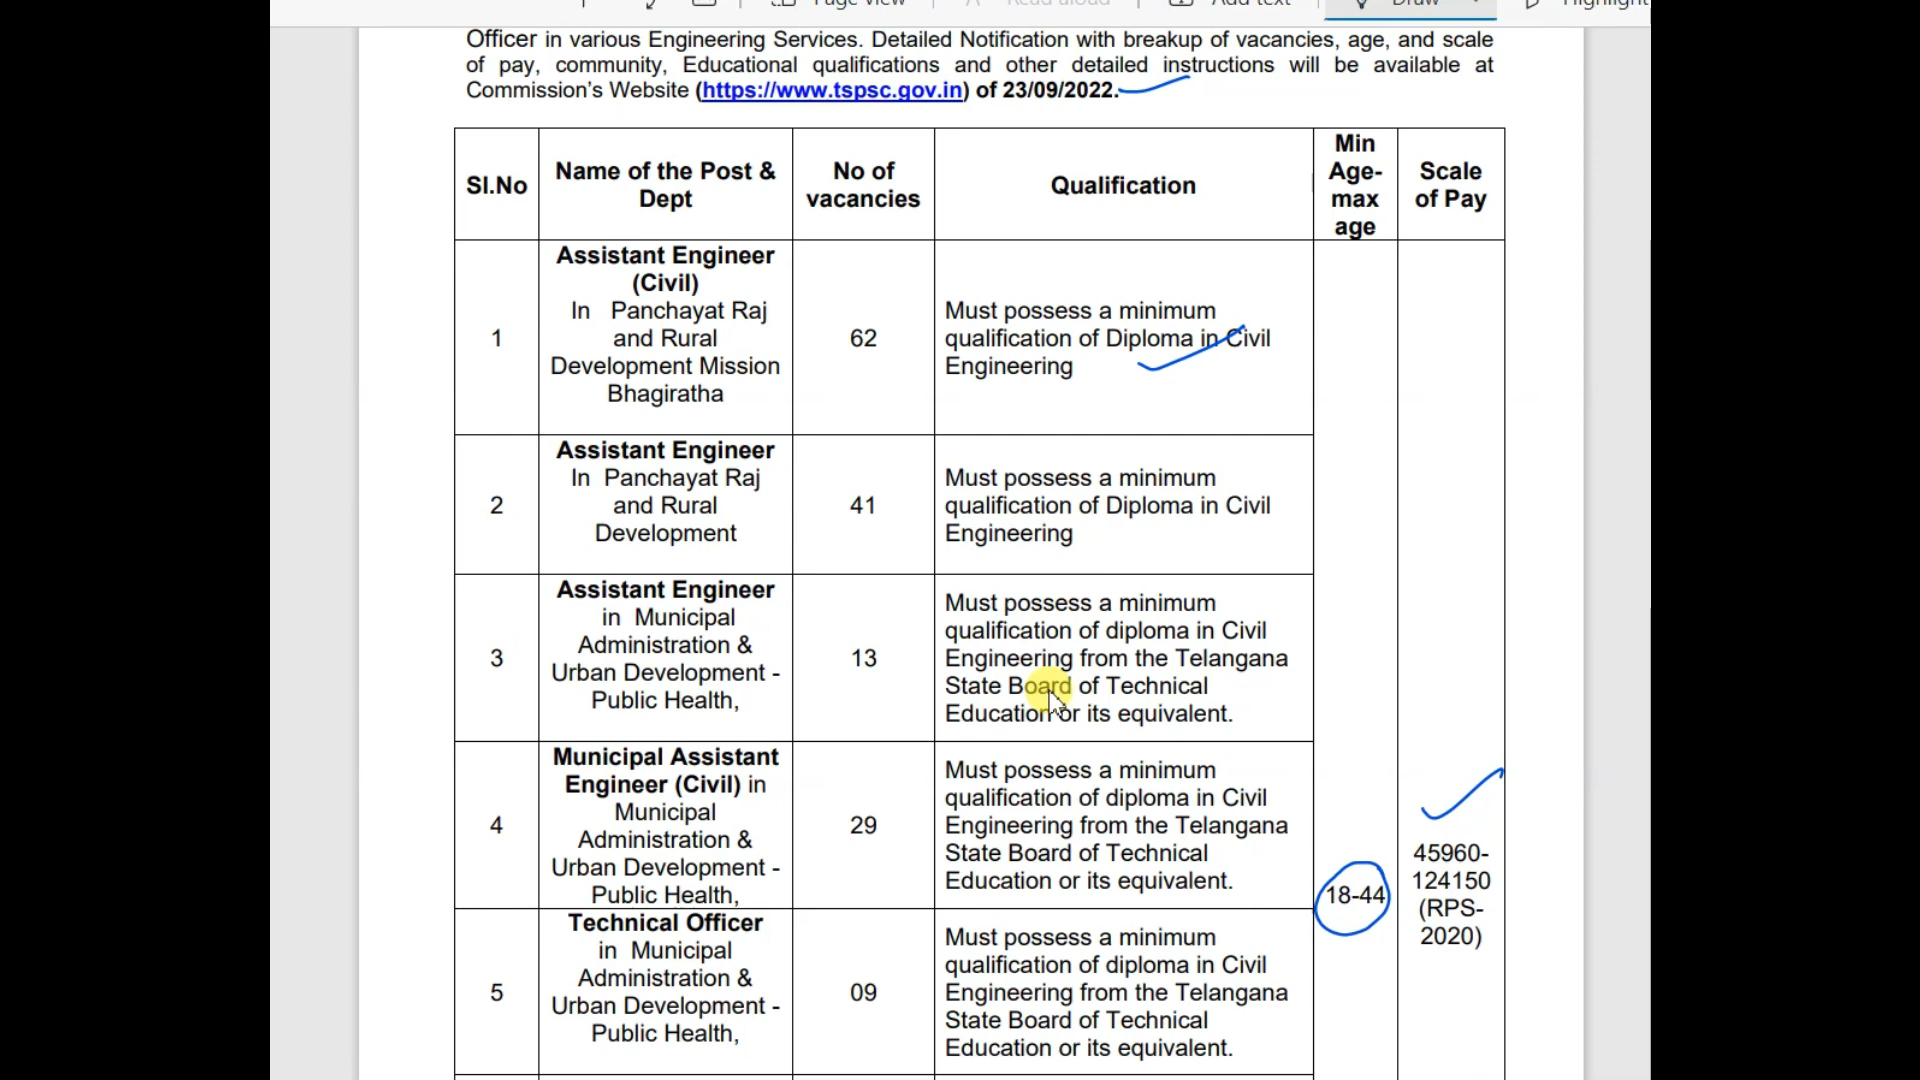 Page view
Read aloud
Add text
Draw
Highlight
Officer in various Engineering Services. Detailed Notification with breakup of vacancies, age, and scale
of pay, community, Educational qualifications and other detailed instructions will be available at
Commission's Website (https://www.tspsc.gov.in) of 23/09/2022.
Sl.No
Name of the Post &
Dept
No of
vacancies
Qualification
Min
Age-
max
age
Scale
of Pay
1
Assistant Engineer
(Civil)
In Panchayat Raj
and Rural
Development Mission
Bhagiratha
62
Must possess a minimum
qualification of Diploma in Civil
Engineering
2
Assistant Engineer
In Panchayat Raj
and Rural
Development
41
Must possess a minimum
qualification of Diploma in Civil
Engineering
3
Assistant Engineer
in Municipal
Administration &
Urban Development -
Public Health,
13
Must possess a minimum
qualification of diploma in Civil
Engineering from the Telangana
State Board of Technical
Education or its equivalent.
4
Municipal Assistant
Engineer (Civil) in
Municipal
Administration &
Urban Development -
Public Health,
29
Must possess a minimum
qualification of diploma in Civil
Engineering from the Telangana
State Board of Technical
Education or its equivalent.
5
Technical Officer
in Municipal
Administration &
Urban Development -
Public Health,
09
Must possess a minimum
qualification of diploma in Civil
Engineering from the Telangana
State Board of Technical
Education or its equivalent.
18-44
45960-
124150
(RPS-
2020)